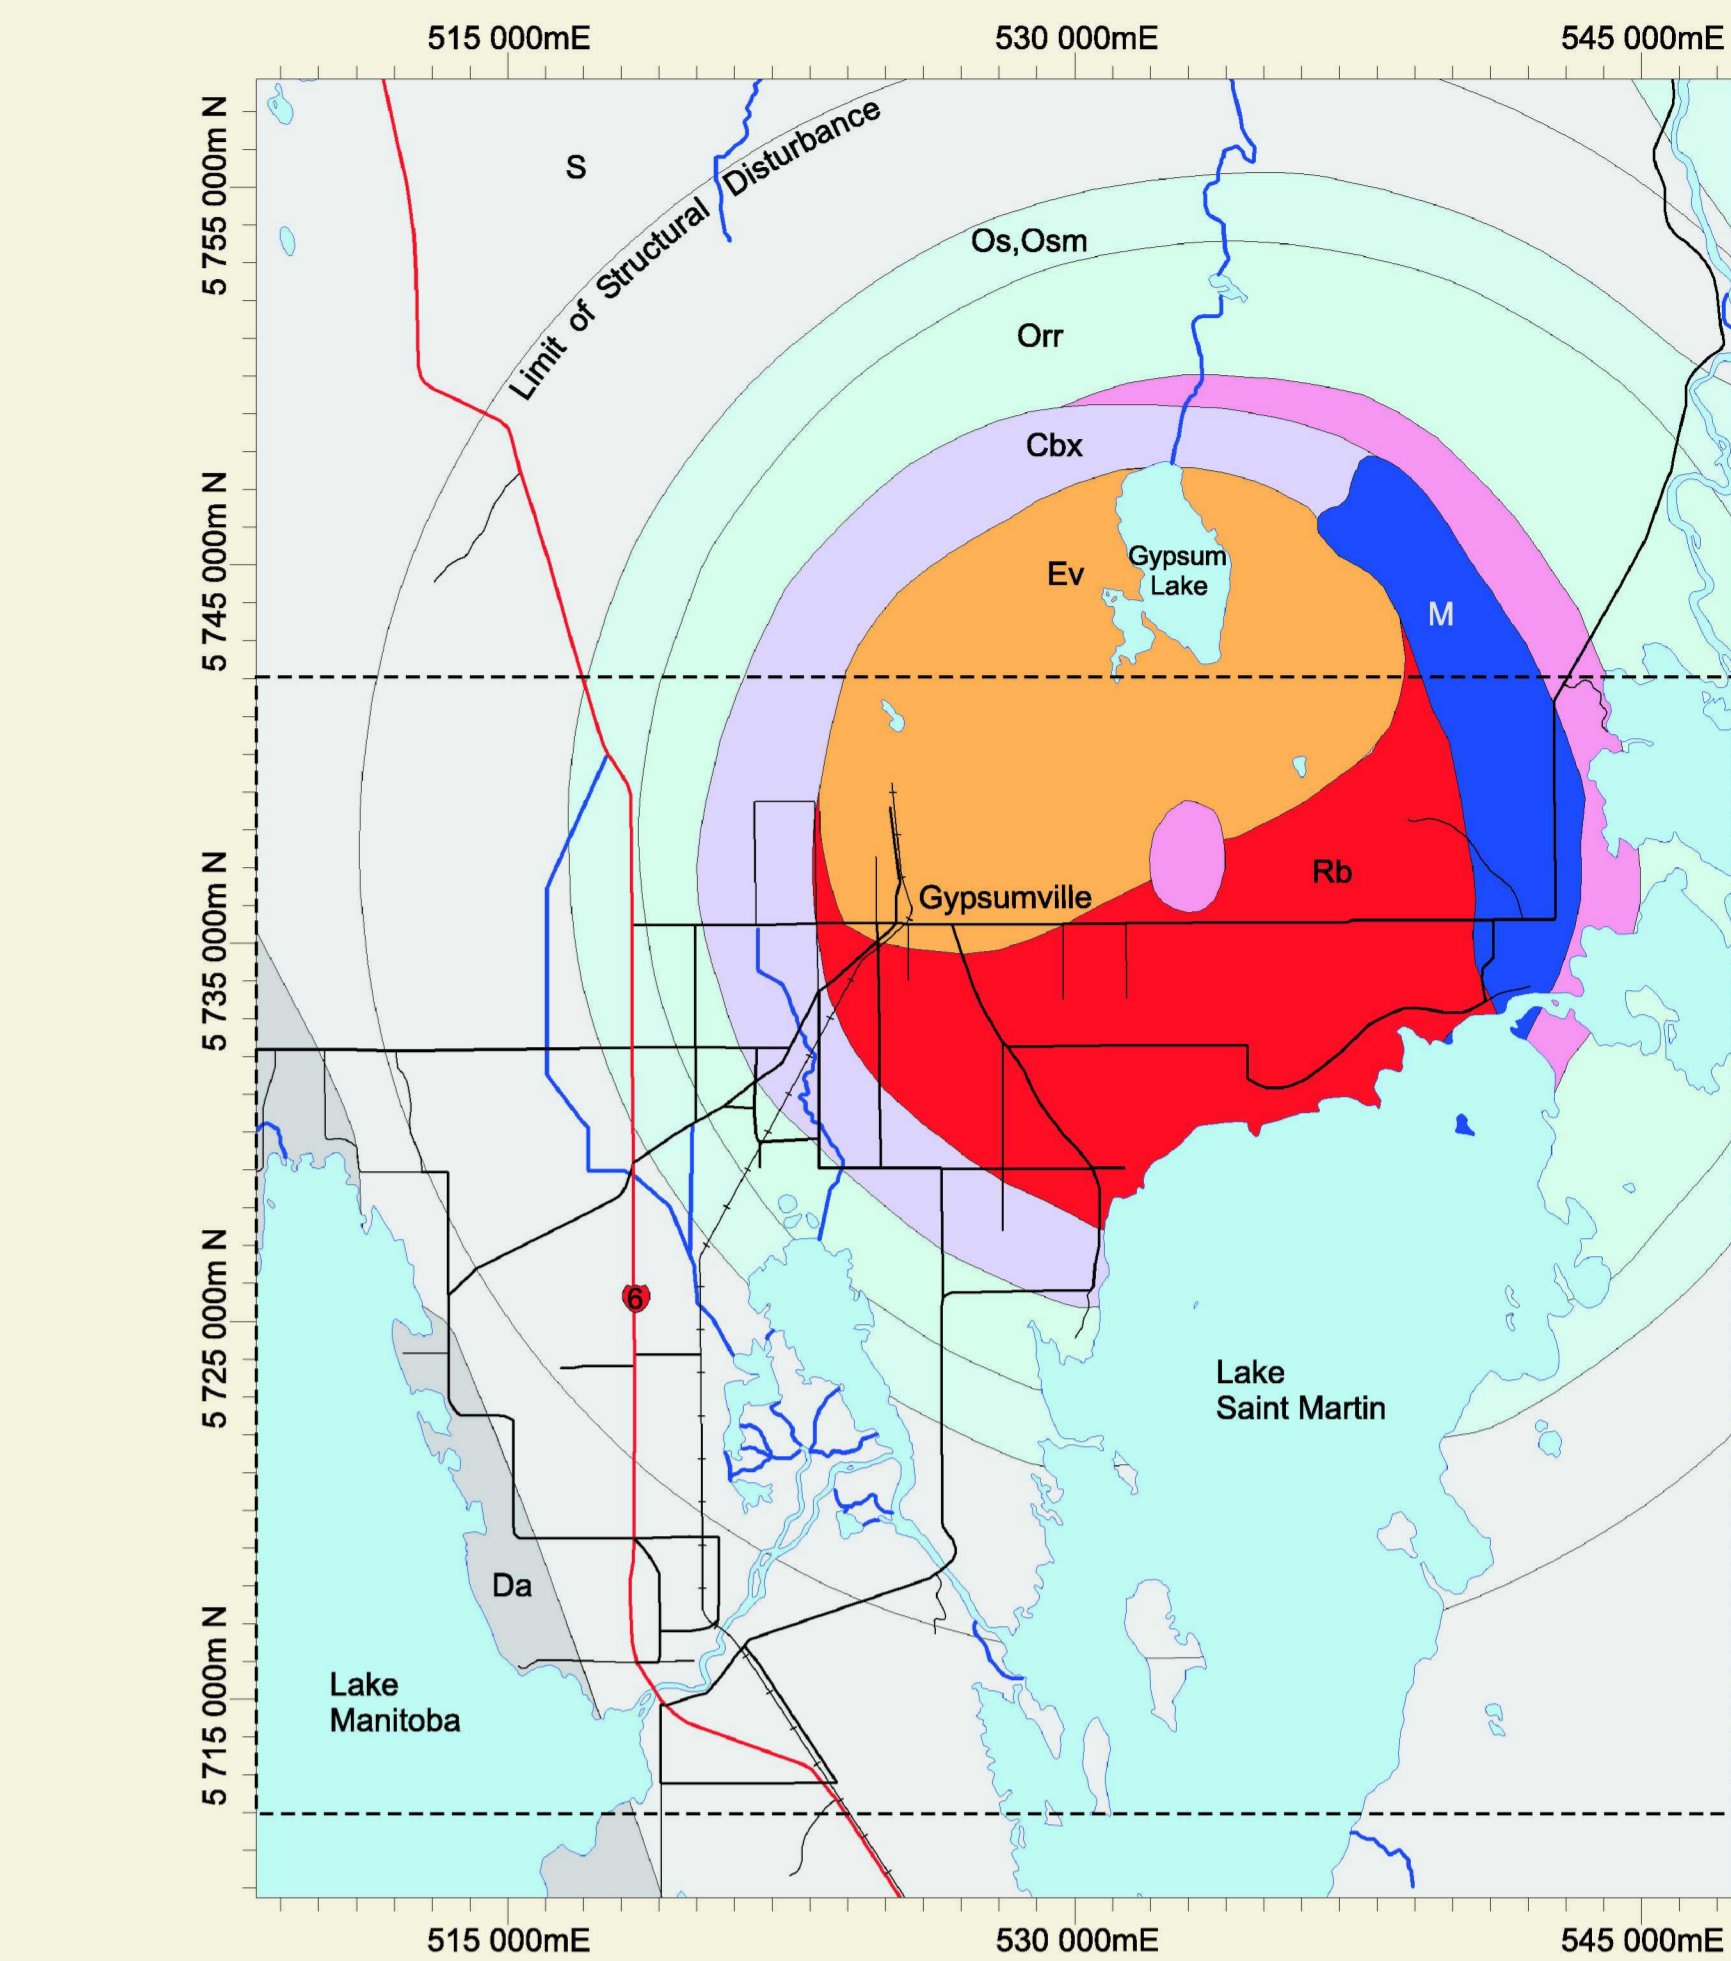 515 000mE 530 000mE 545 000mE
5 755 000m N
5 745 000m N
5 735 000m N
5 725 000m N
5 715 000m N
S
Limit of Structural Disturbance
Os,Osm
Orr
Cbx
Ev
Gypsum
Lake
M
Rb
Gypsumville
6
Lake
Saint Martin
Da
Lake
Manitoba
515 000mE 530 000mE 545 000mE